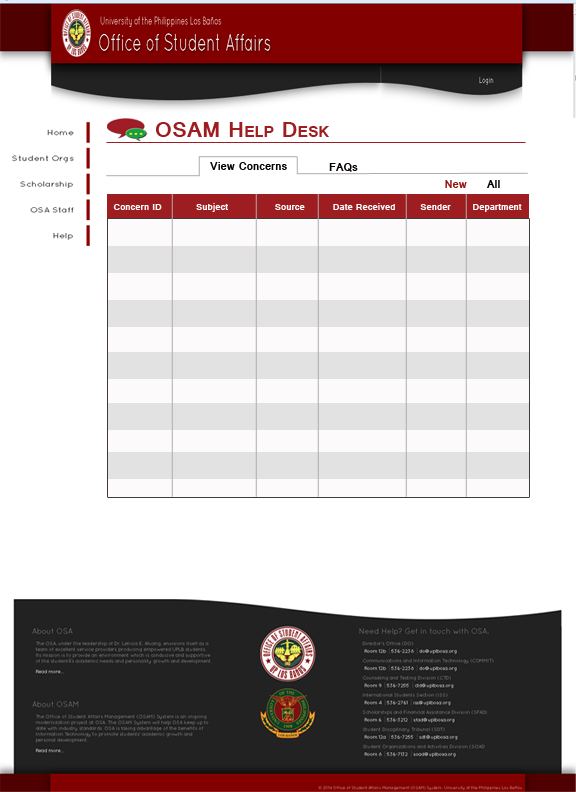 University of the Philippines Los Baños
Office of Student Affairs
Login
Home
Student Orgs
Scholarship
OSA Staff
Help
OSAM Help Desk
View Concerns
FAQs
New
All
Concern ID
Subject
Source
Date Received
Sender
Department
About OSA
The OSA, under the leadership of Dr. Leticia E. Afuang, envisions itself as a
team of excellent service providers producing empowered UPLB students.
Its mission is to provide an environment which is conducive and supportive
of the student's academic needs and personality growth and development
Read more...
About OSAM
The Office of Student Affairs Management (OSAM) System is an ongoing
modernization project at OSA. The OSAM System will help OSA keep up to
date with industry standards. OSA is taking advantage of the benefits of
Information Technology to promote students' academic growth and
personal development.
Read more...
OFFICE OF STUDENT AFFAIRS
UP LOS BAÑOS
Need Help? Get in touch with OSA.
Director's Office (DO)
Room 12b | 536-2238 | do@uplbosa.org
Communications and Information Technology (COMMIT)
Room 12b | 536-2238 | do@uplbosa.org
Counseling and Testing Division (CTD)
Room 9 | 536-7255 | ctd@uplbosa.org
International Students Section (ISS)
Room 4 | 536-2761 | iss@uplbosa.org
Scholarships and Financial Assistance Division (SFAD)
Room 6 | 536-3212 | sfad@uplbosa.org
Student Disciplinary Tribunal (SDT)
Room 12a | 536-7255 | sdt@uplbosa.org
Student Organizations and Activities Division (SOAD)
Room 8 | 536-7112 | soad@uplbosa.org
Office of Student Affairs Management (OSAM) System · University of the Philippines Los Baños